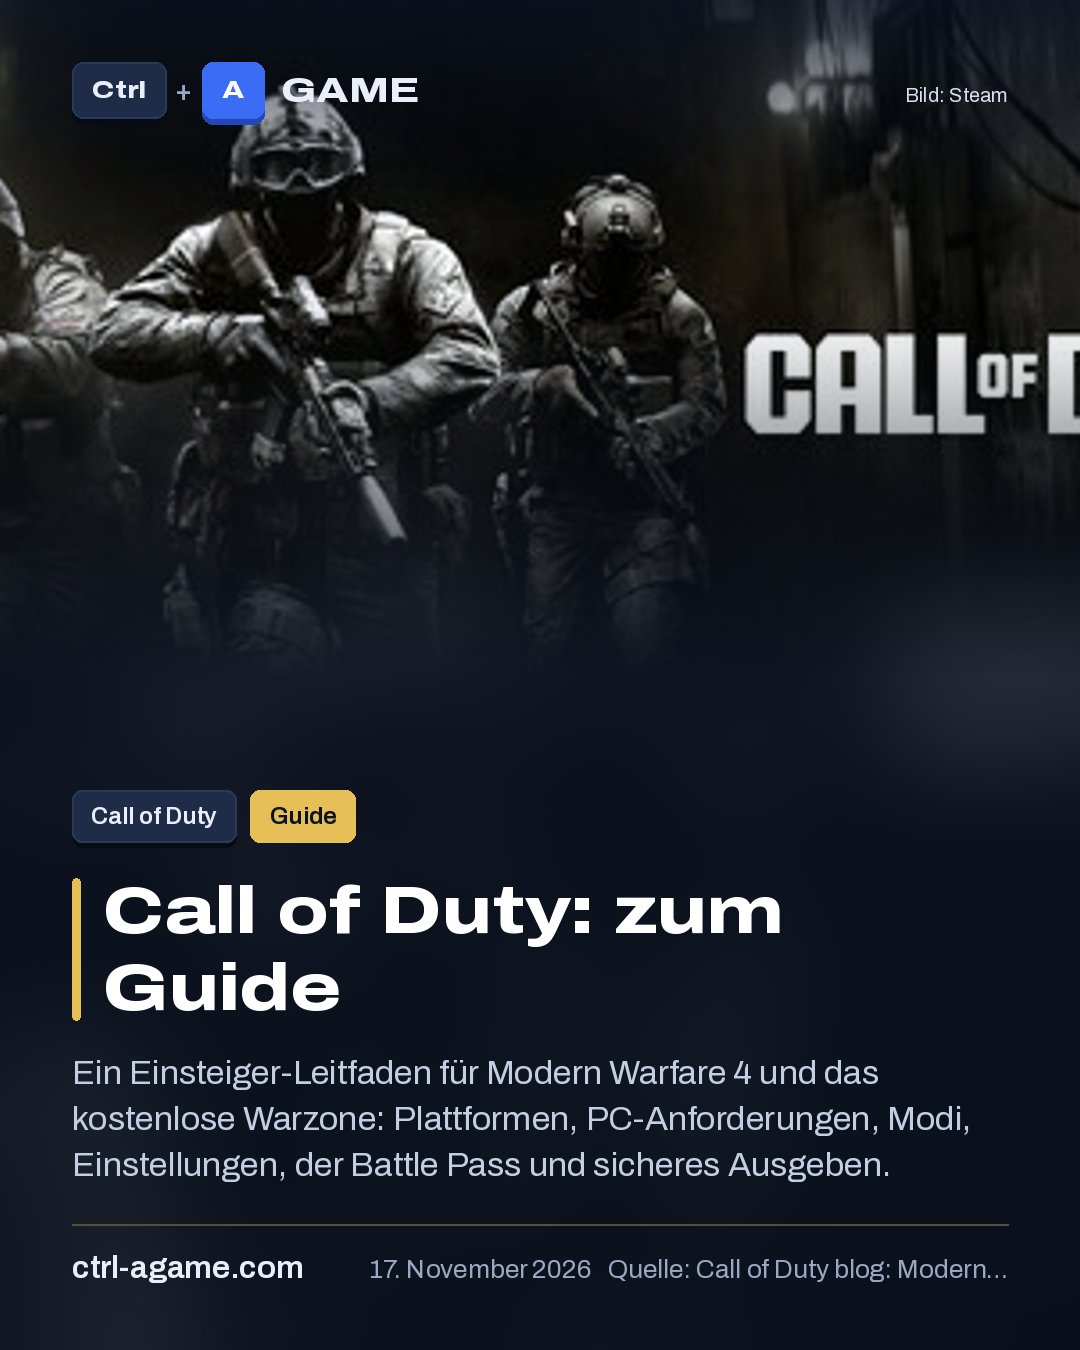 Ctrl + A GAME
Bild: Steam
CALL OF D
Call of Duty
Guide
Call of Duty: zum
Guide
Ein Einsteiger-Leitfaden für Modern Warfare 4 und das
kostenlose Warzone: Plattformen, PC-Anforderungen, Modi,
Einstellungen, der Battle Pass und sicheres Ausgeben.
ctrl-agame.com
17. November 2026 Quelle: Call of Duty blog: Modern...